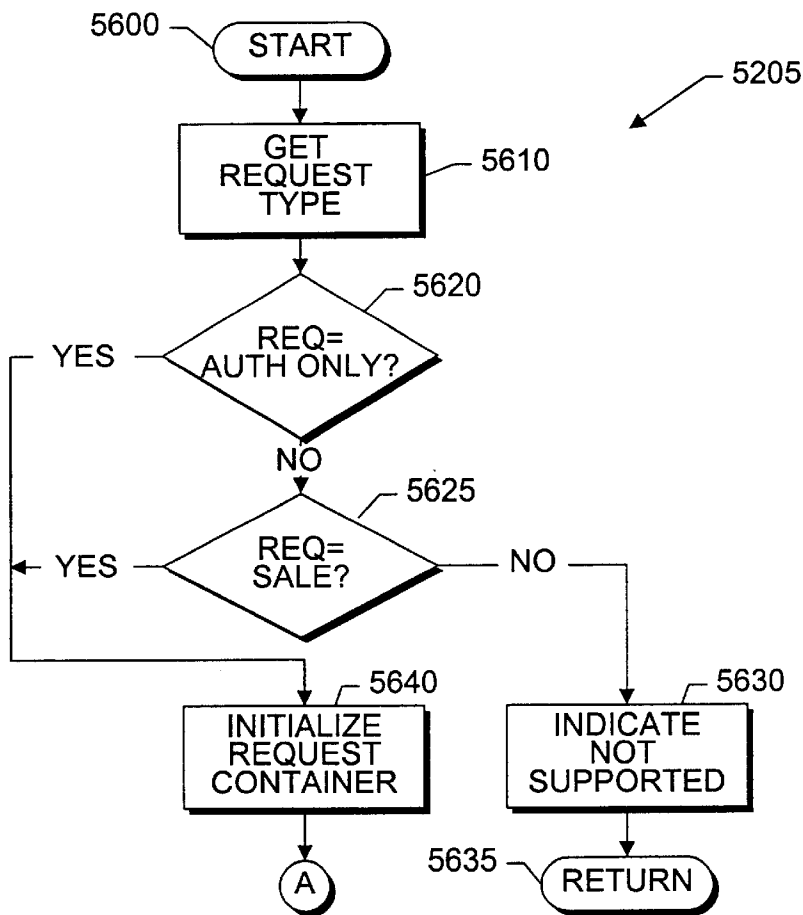 5600
START
5205
GET
REQUEST
TYPE
5610
5620
REQ=
AUTH ONLY?
YES
NO
5625
REQ=
SALE?
YES
NO
5640
INITIALIZE
REQUEST
CONTAINER
5630
INDICATE
NOT
SUPPORTED
A
5635
RETURN